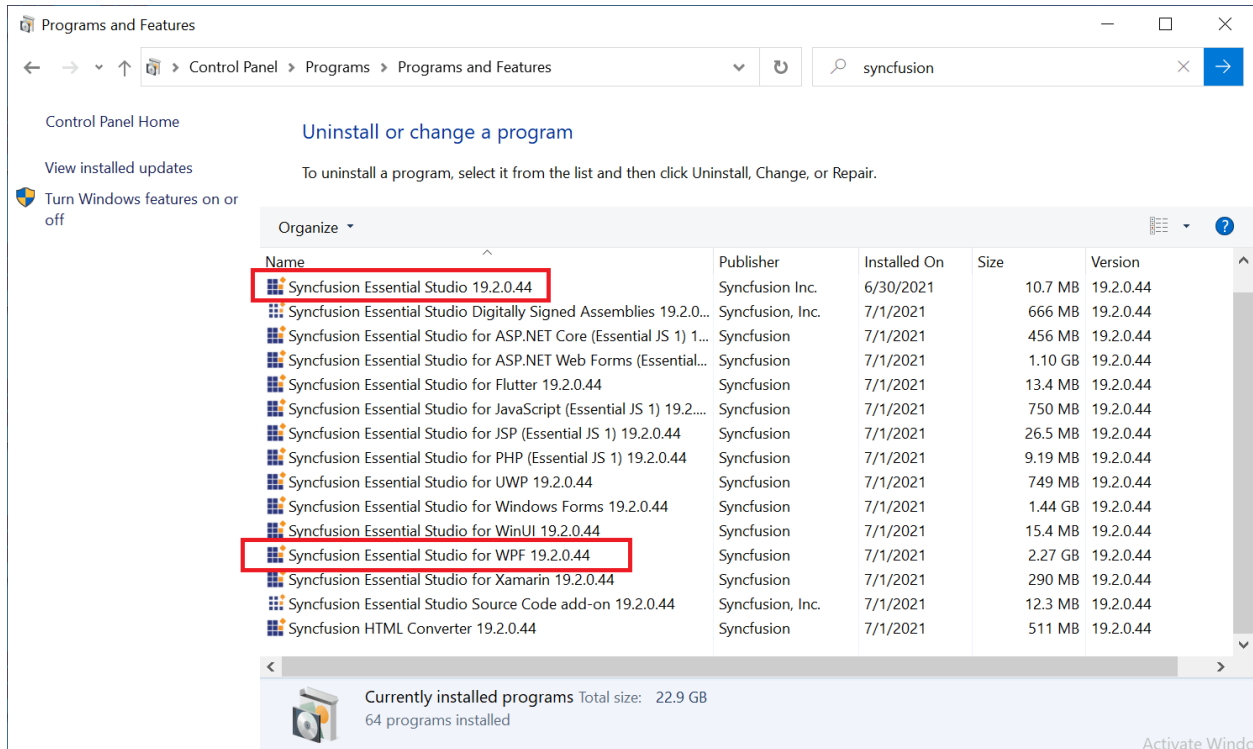 Programs and Features
Control Panel > Programs > Programs and Features
syncfusion
Control Panel Home
View installed updates
Turn Windows features on or
off
Uninstall or change a program
To uninstall a program, select it from the list and then click Uninstall, Change, or Repair.
Organize
Name Publisher Installed On Size Version
Syncfusion Essential Studio 19.2.0.44 Syncfusion Inc. 6/30/2021 10.7 MB 19.2.0.44
Syncfusion Essential Studio Digitally Signed Assemblies 19.2.0... Syncfusion, Inc. 7/1/2021 666 MB 19.2.0.44
Syncfusion Essential Studio for ASP.NET Core (Essential JS 1) 1... Syncfusion 7/1/2021 456 MB 19.2.0.44
Syncfusion Essential Studio for ASP.NET Web Forms (Essential... Syncfusion 7/1/2021 1.10 GB 19.2.0.44
Syncfusion Essential Studio for Flutter 19.2.0.44 Syncfusion 7/1/2021 13.4 MB 19.2.0.44
Syncfusion Essential Studio for JavaScript (Essential JS 1) 19.2.... Syncfusion 7/1/2021 750 MB 19.2.0.44
Syncfusion Essential Studio for JSP (Essential JS 1) 19.2.0.44 Syncfusion 7/1/2021 26.5 MB 19.2.0.44
Syncfusion Essential Studio for PHP (Essential JS 1) 19.2.0.44 Syncfusion 7/1/2021 9.19 MB 19.2.0.44
Syncfusion Essential Studio for UWP 19.2.0.44 Syncfusion 7/1/2021 749 MB 19.2.0.44
Syncfusion Essential Studio for Windows Forms 19.2.0.44 Syncfusion 7/1/2021 1.44 GB 19.2.0.44
Syncfusion Essential Studio for WinUI 19.2.0.44 Syncfusion 7/1/2021 15.4 MB 19.2.0.44
Syncfusion Essential Studio for WPF 19.2.0.44 Syncfusion 7/1/2021 2.27 GB 19.2.0.44
Syncfusion Essential Studio for Xamarin 19.2.0.44 Syncfusion 7/1/2021 290 MB 19.2.0.44
Syncfusion Essential Studio Source Code add-on 19.2.0.44 Syncfusion, Inc. 7/1/2021 12.3 MB 19.2.0.44
Syncfusion HTML Converter 19.2.0.44 Syncfusion 7/1/2021 511 MB 19.2.0.44
Currently installed programs Total size: 22.9 GB
64 programs installed
Activate Windo